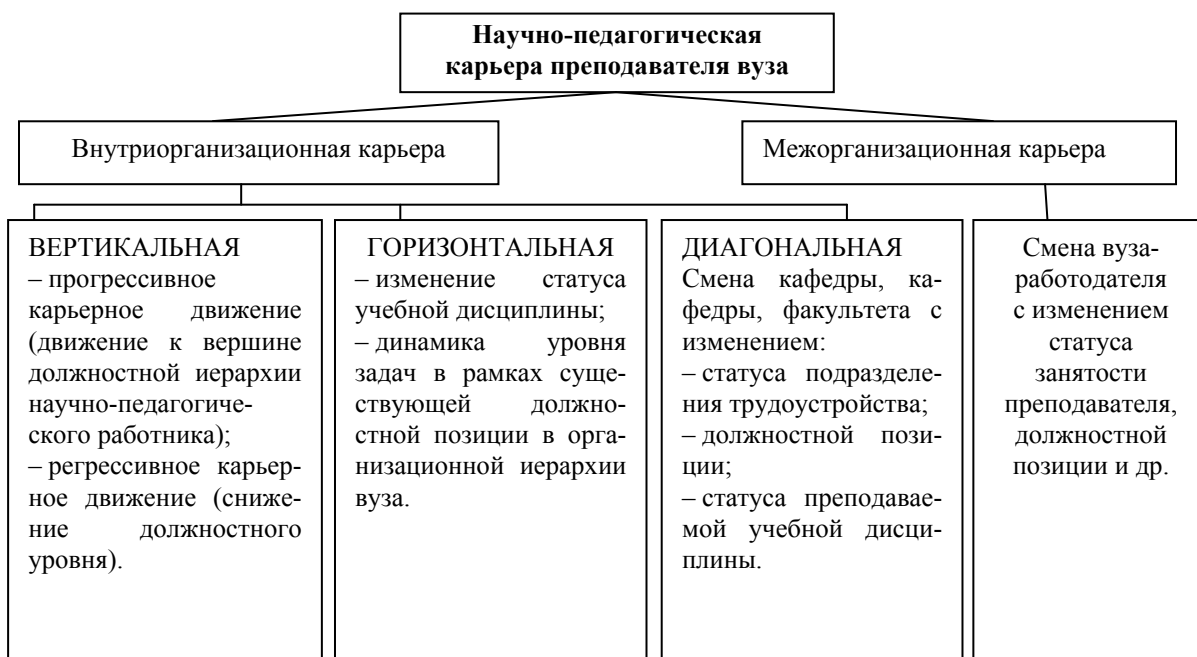 Научно-педагогическая
карьера преподавателя вуза
Внутриорганизационная карьера
Межорганизационная карьера
ВЕРТИКАЛЬНАЯ
– прогрессивное
карьерное движение
(движение к вершине
должностной иерархии
научно-педагогиче-
ского работника);
– регрессивное карьер-
ное движение (сниже-
ние должностного
уровня).
ГОРИЗОНТАЛЬНАЯ
– изменение статуса
учебной дисциплины;
– динамика уровня
задач в рамках суще-
ствующей должно-
стной позиции в орга-
низационной иерархии
вуза.
ДИАГОНАЛЬНАЯ
Смена кафедры, ка-
федры, факультета с
изменением:
– статуса подразделе-
ния трудоустройства;
– должностной пози-
ции;
– статуса преподавае-
мой учебной дисци-
плины.
Смена вуза-
работодателя
с изменением
статуса
занятости
преподавателя,
должностной
позиции и др.